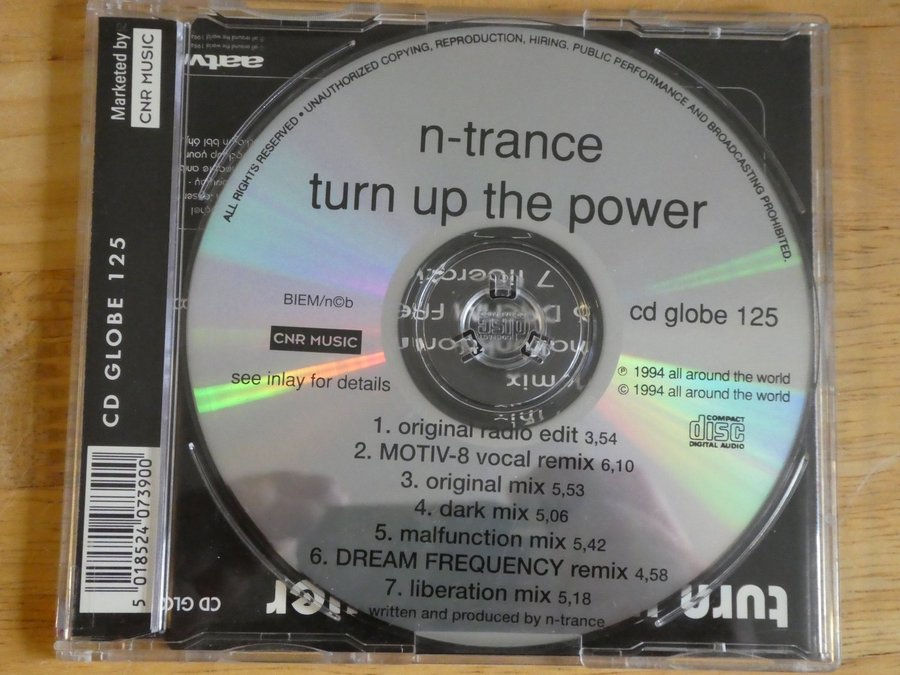 Marketed by
CNR MUSIC
CD GLOBE 125
5 018524 073900
ALL RIGHTS RESERVED • UNAUTHORIZED COPYING, REPRODUCTION, HIRING. PUBLIC PERFORMANCE AND BROADCASTING PROHIBITED.
n-trance
turn up the power
BIEM/n©b
CNR MUSIC
see inlay for details
cd globe 125
℗ 1994 all around the world
© 1994 all around the world
COMPACT
disc
DIGITAL AUDIO
1. original radio edit 3,54
2. MOTIV-8 vocal remix 6,10
3. original mix 5,53
4. dark mix 5,06
5. malfunction mix 5,42
6. DREAM FREQUENCY remix 4,58
7. liberation mix 5,18
written and produced by n-trance
turn
CD GLO